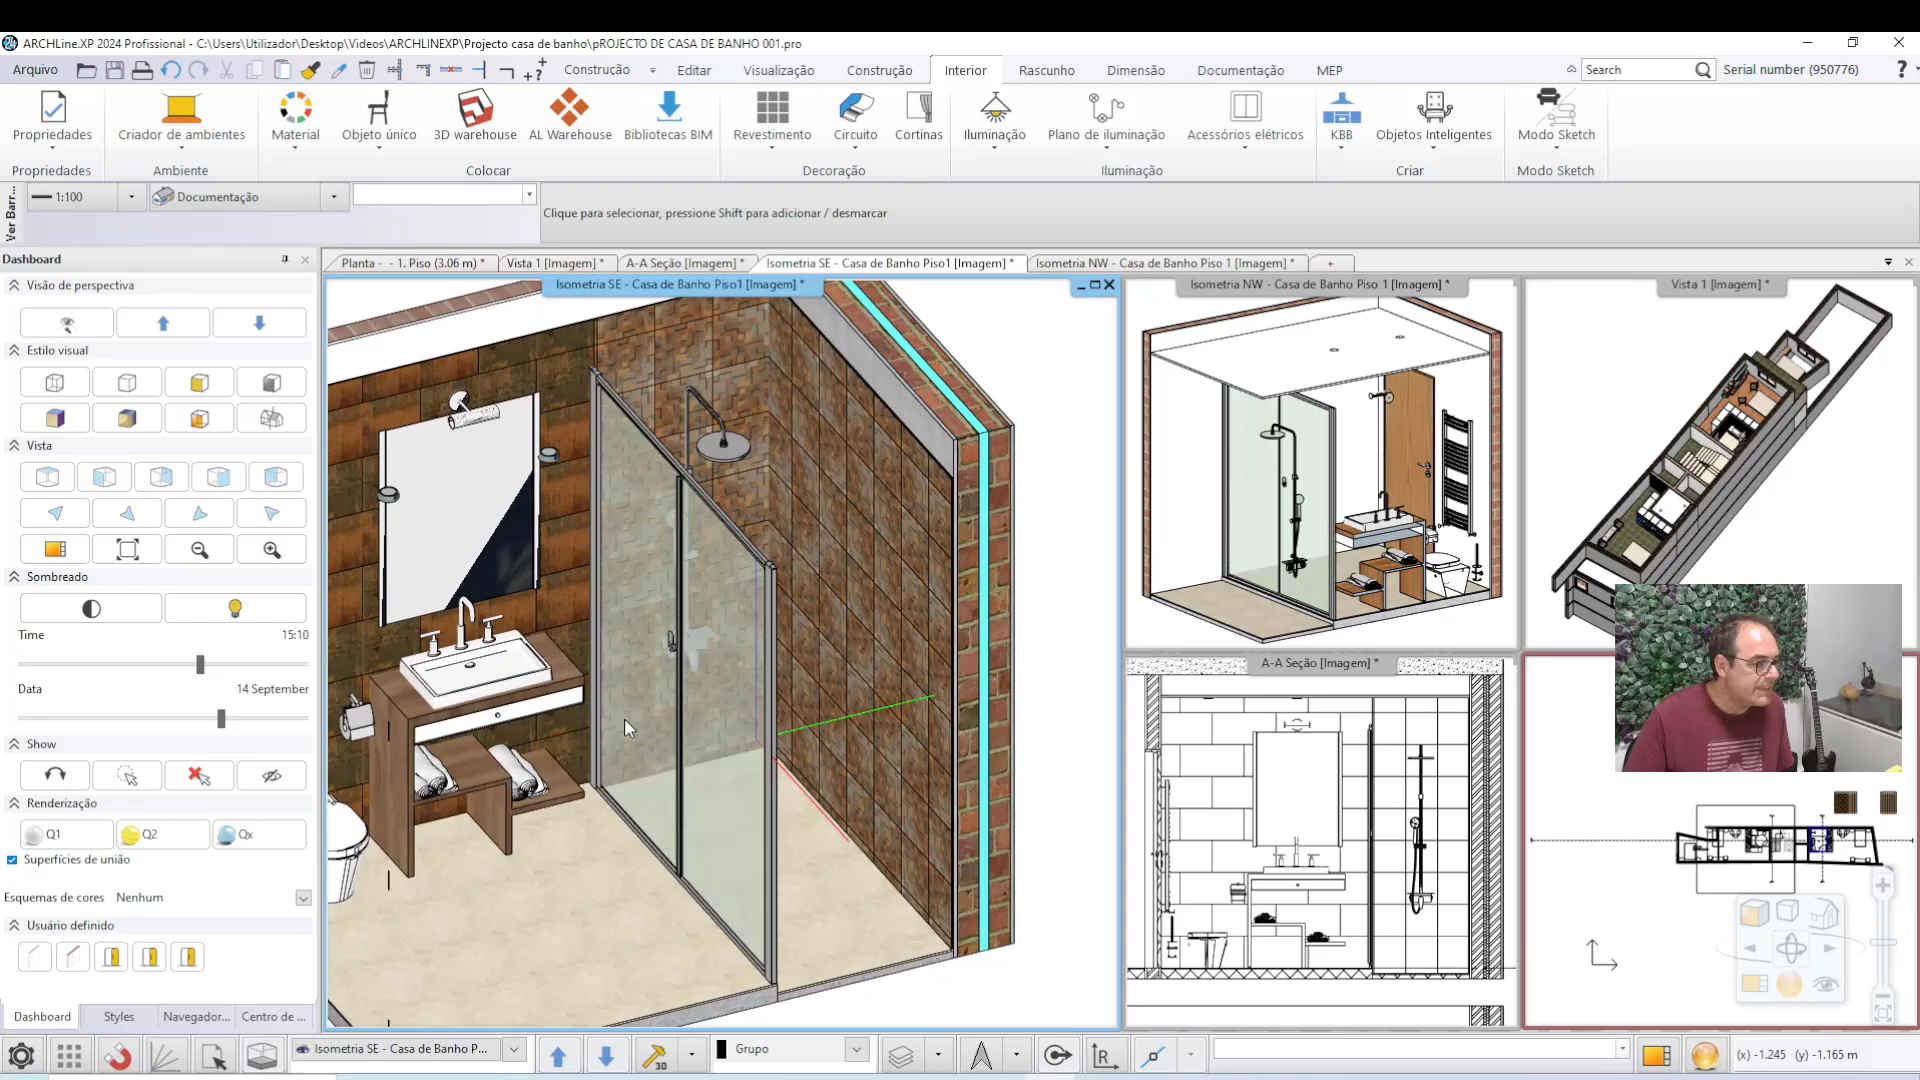 ARCHLine.XP 2024 Profissional - C:\Users\Utilizador\Desktop\Videos\ARCHLINEXP\Projecto casa de banho\pROJECTO DE CASA DE BANHO 001.pro
Arquivo
Construção
Editar
Visualização
Construção
Interior
Rascunho
Dimensão
Documentação
MEP
Search
Serial number (950776)
Propriedades
Criador de ambientes
Material
Objeto único
3D warehouse
AL Warehouse
Bibliotecas BIM
Revestimento
Circuito
Cortinas
Iluminação
Plano de iluminação
Acessórios elétricos
KBB
Objetos Inteligentes
Modo Sketch
Propriedades
Ambiente
Colocar
Decoração
Iluminação
Criar
Modo Sketch
Ver Barr...
1:100
Documentação
Clique para selecionar, pressione Shift para adicionar / desmarcar
Dashboard
Planta - - 1. Piso (3.06 m) *
Vista 1 [Imagem] *
A-A Seção [Imagem] *
Isometria SE - Casa de Banho Piso1 [Imagem] *
Isometria NW - Casa de Banho Piso 1 [Imagem] *
+
Isometria SE - Casa de Banho Piso1 [Imagem] *
Isometria NW - Casa de Banho Piso 1 [Imagem] *
Vista 1 [Imagem] *
A-A Seção [Imagem] *
Visão de perspectiva
Estilo visual
Vista
Sombreado
Time 15:10
Data 14 September
Show
Renderização
Q1
Q2
Qx
Superfícies de união
Esquemas de cores Nenhum
Usuário definido
Dashboard
Styles
Navegador...
Centro de ...
Isometria SE - Casa de Banho P...
3D
Grupo
R
(x) -1.245 (y) -1.165 m